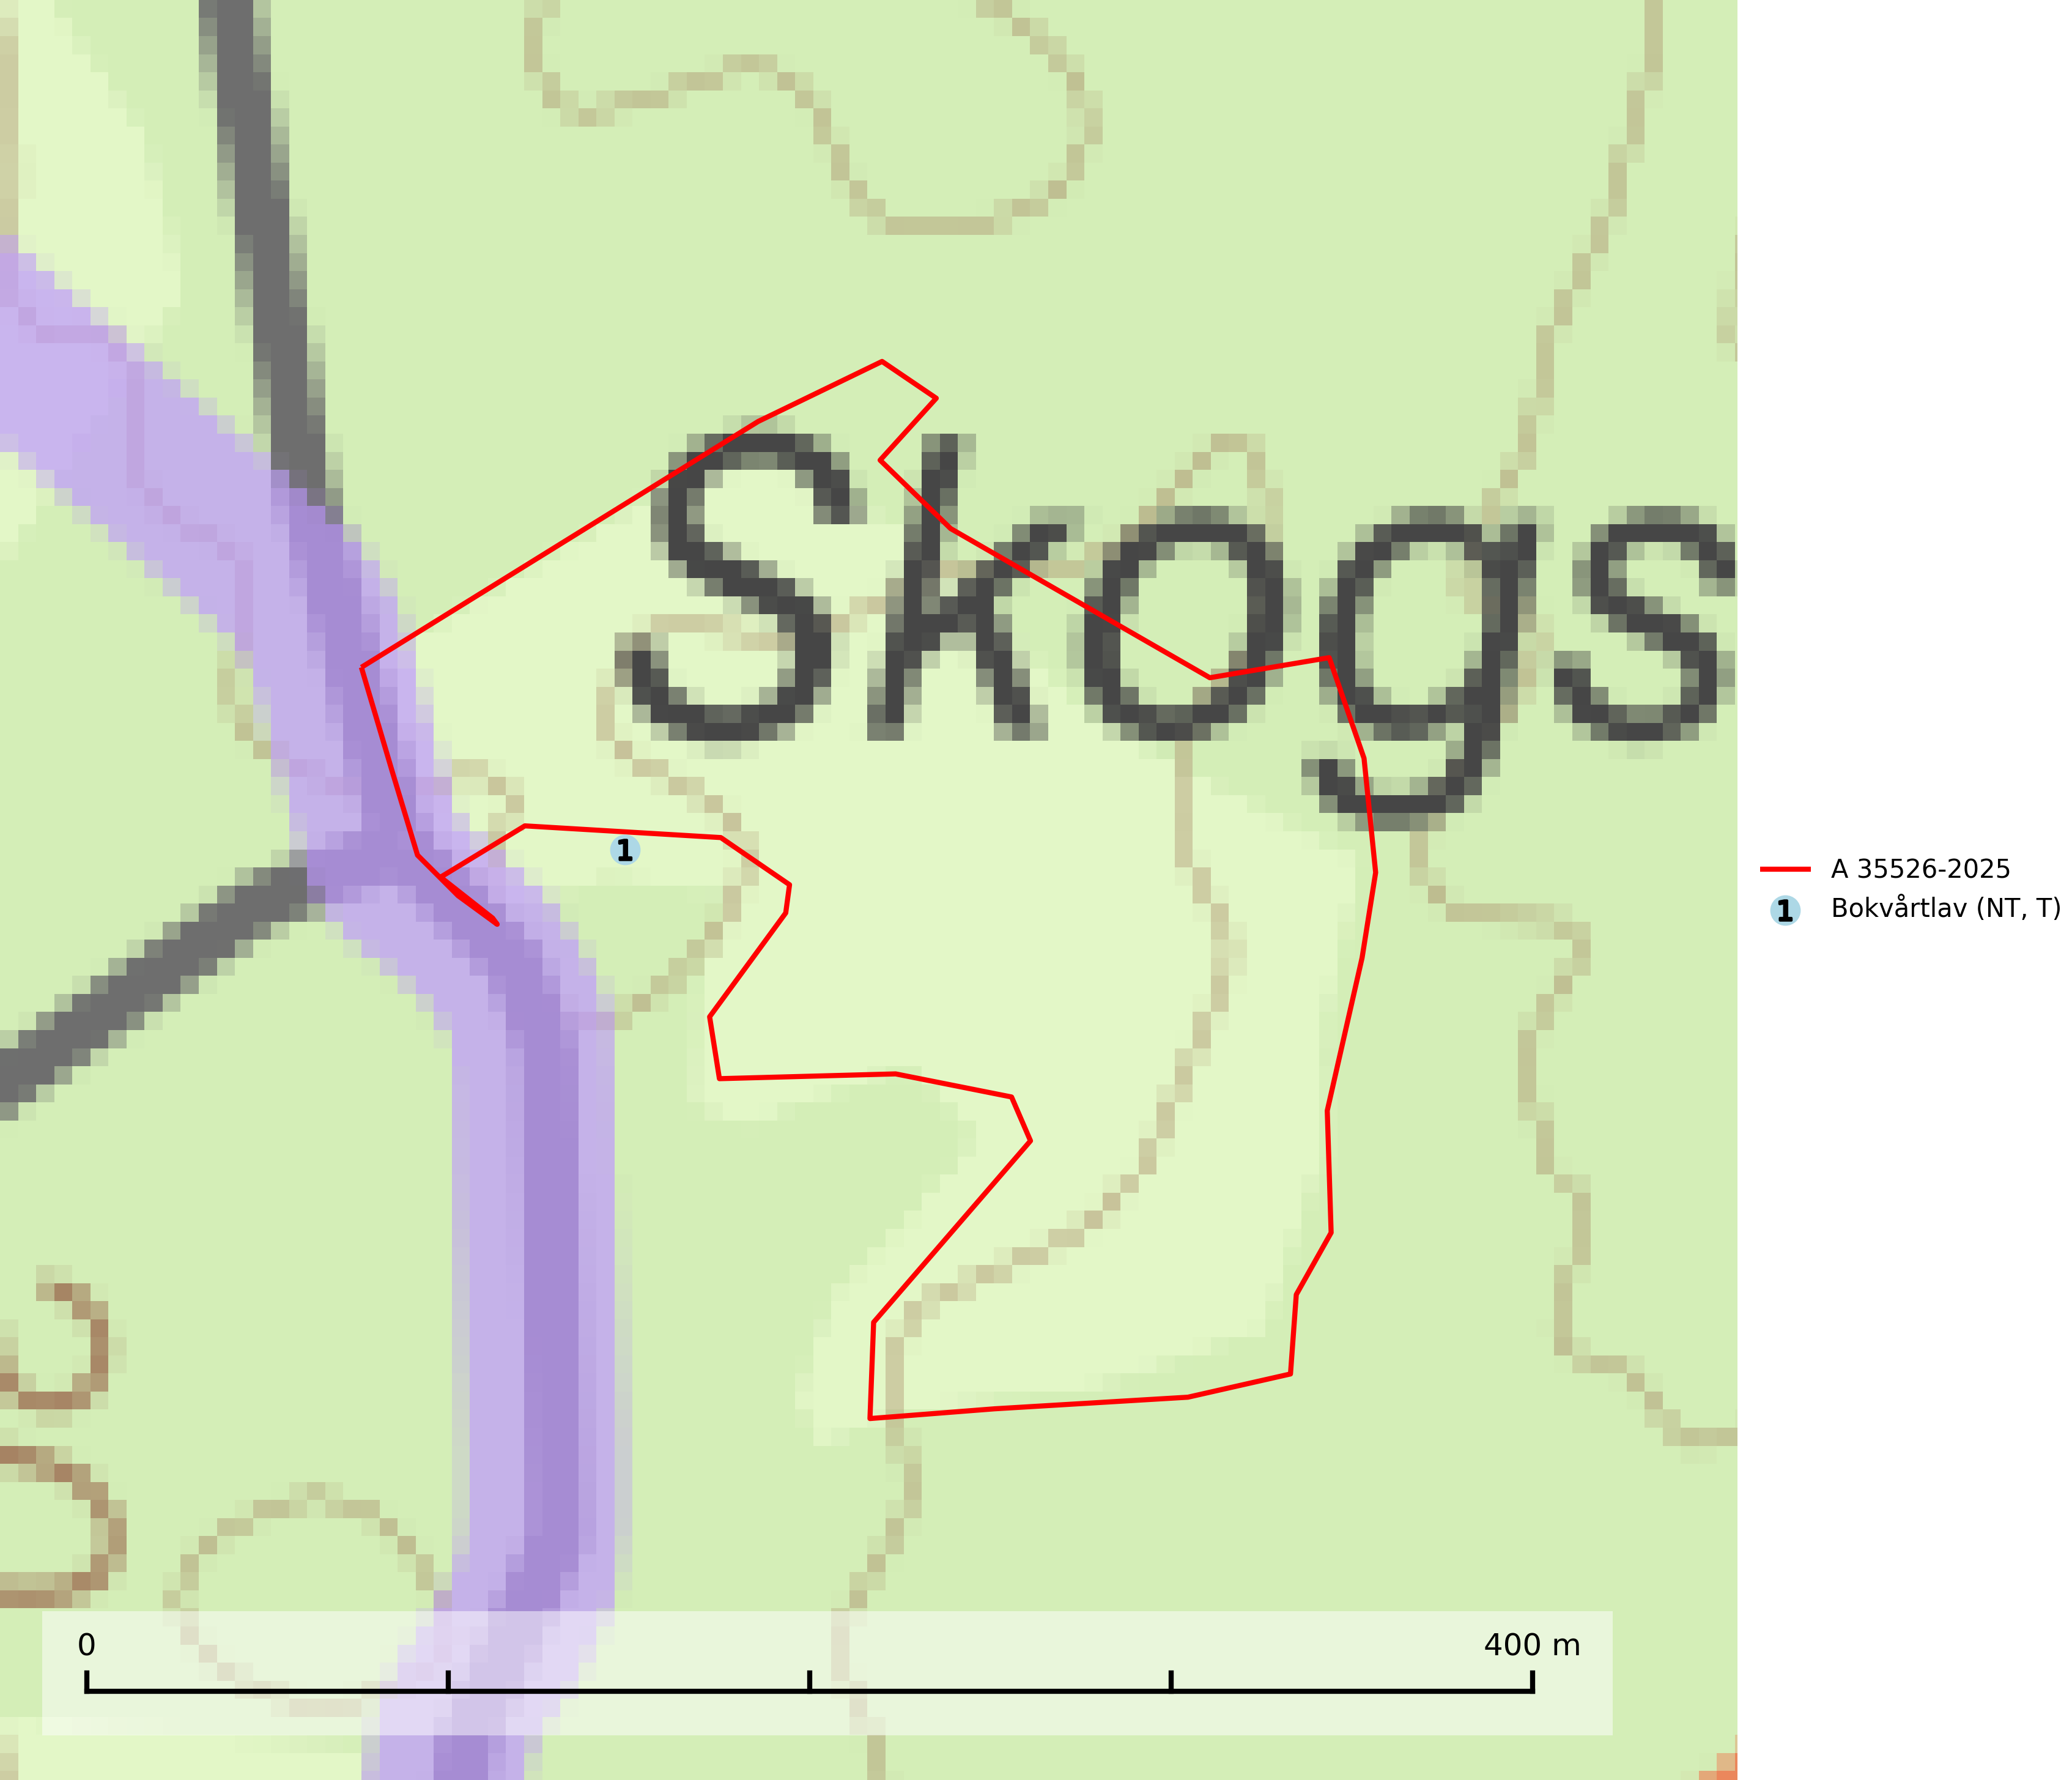 Skogs
1
A 35526-2025
1 Bokvårtlav (NT, T)
0 400 m